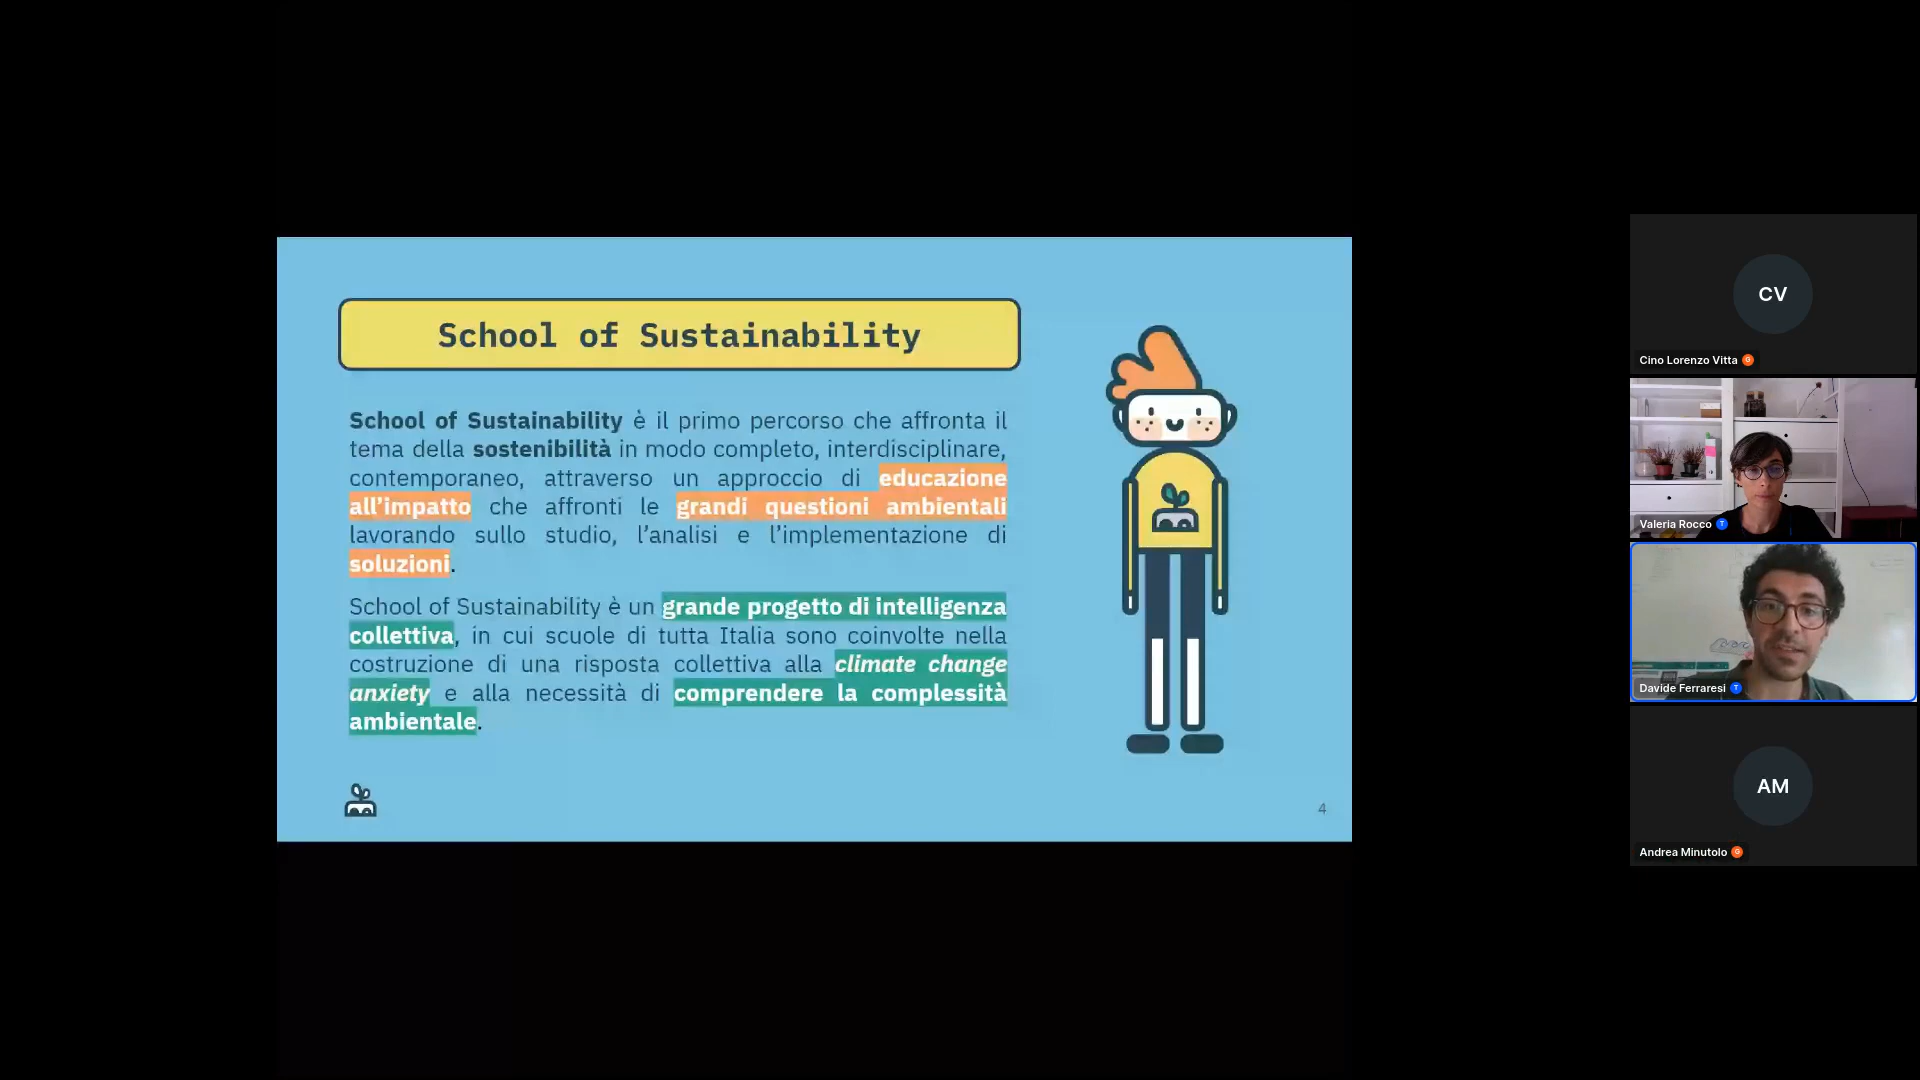 School of Sustainability
School of Sustainability è il primo percorso che affronta il
tema della sostenibilità in modo completo, interdisciplinare,
contemporaneo, attraverso un approccio di educazione
all’impatto che affronti le grandi questioni ambientali
lavorando sullo studio, l’analisi e l’implementazione di
soluzioni.
School of Sustainability è un grande progetto di intelligenza
collettiva, in cui scuole di tutta Italia sono coinvolte nella
costruzione di una risposta collettiva alla climate change
anxiety e alla necessità di comprendere la complessità
ambientale.
4
CV
Cino Lorenzo Vitta G
Valeria Rocco T
Davide Ferraresi T
AM
Andrea Minutolo G